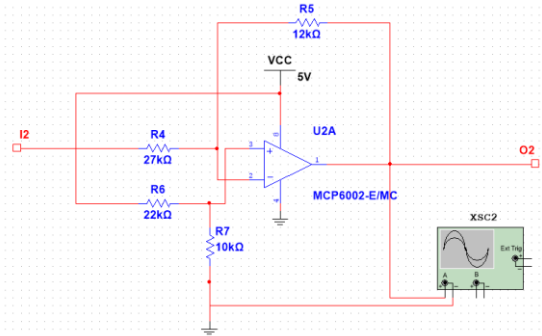 R5
12kΩ
VCC
5V
I2
R4
27kΩ
U2A
8
3
+
1
2
−
4
MCP6002-E/MC
O2
R6
22kΩ
R7
10kΩ
XSC2
Ext Trig
+
−
A
B
+
−
+
−